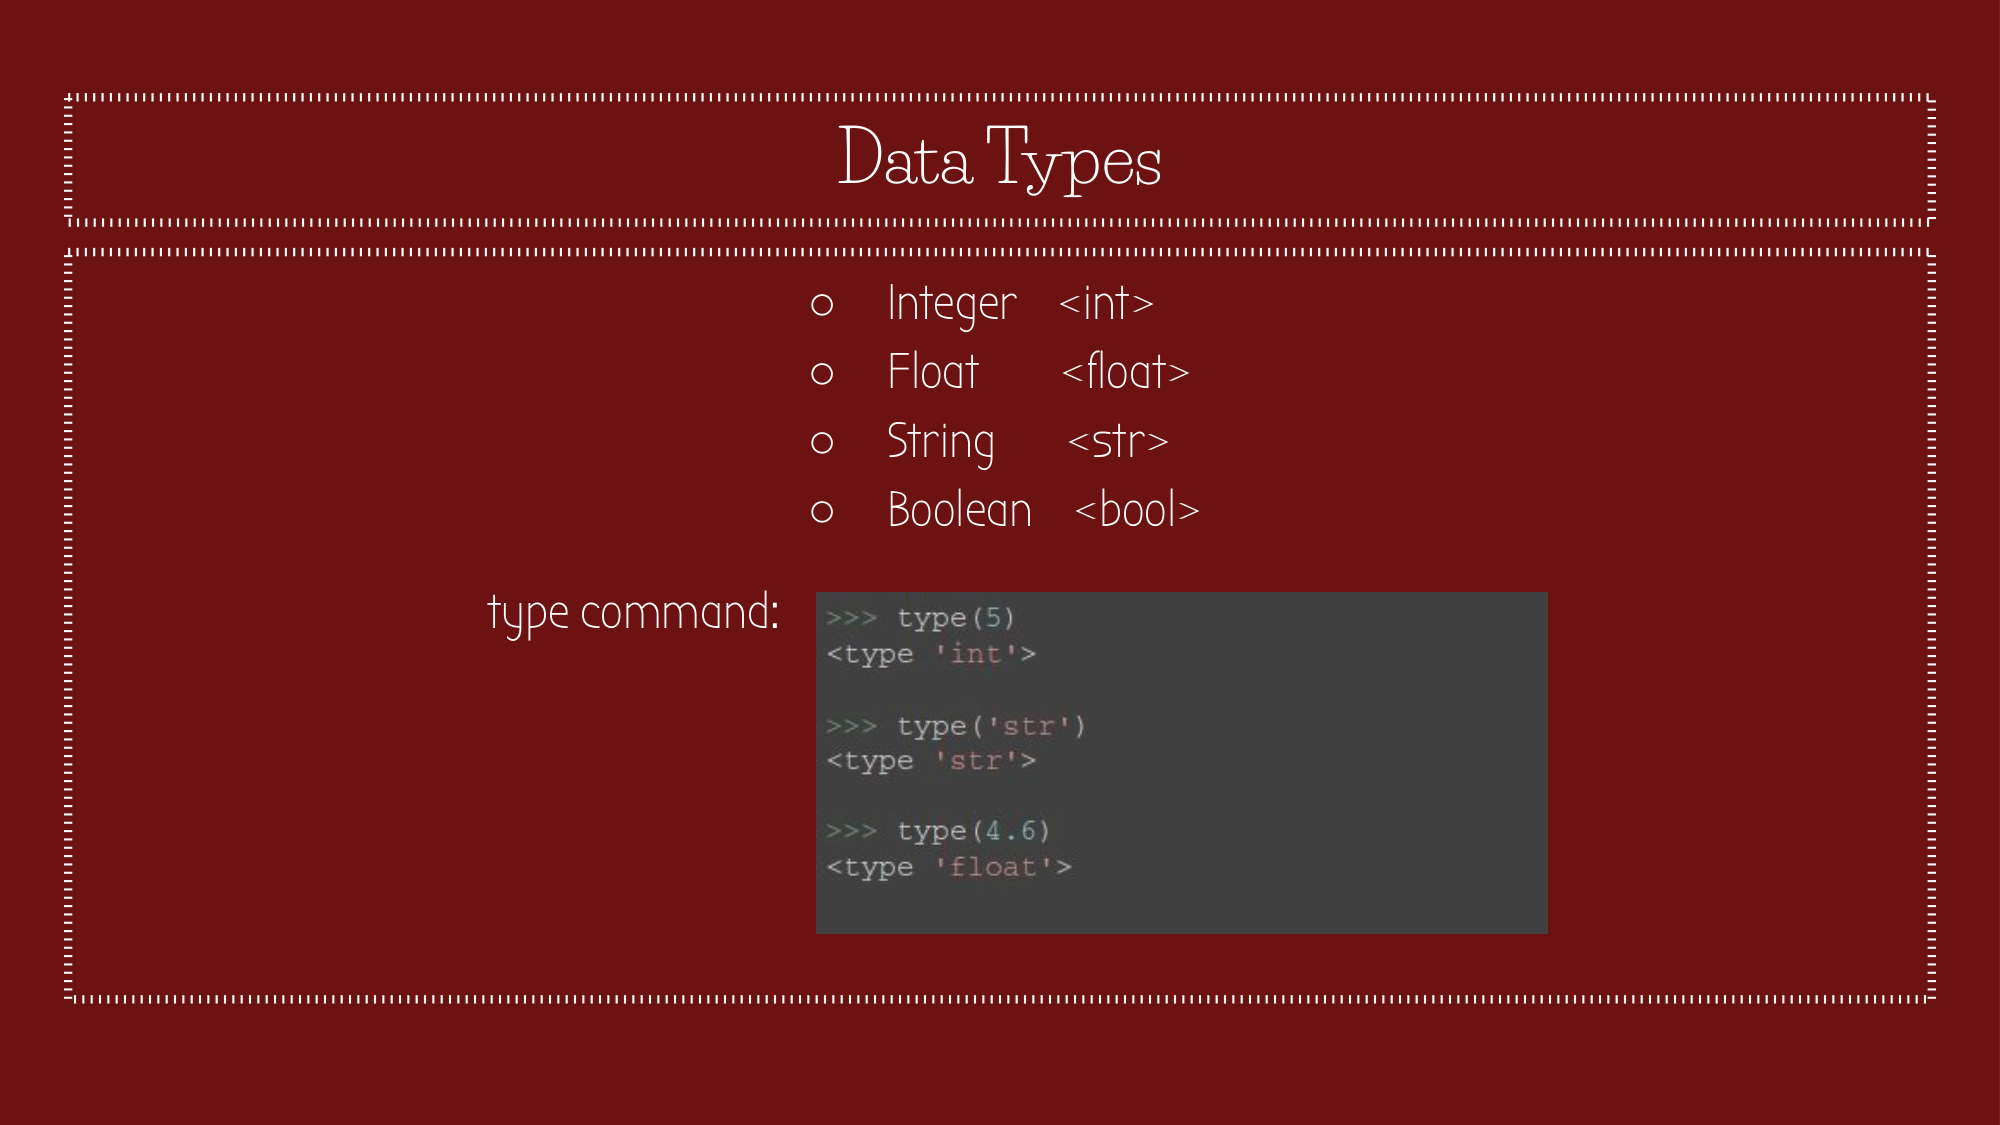 Data Types
○ Integer <int>
○ Float <float>
○ String <str>
○ Boolean <bool>
type command:
>>> type(5)
<type 'int'>
>>> type('str')
<type 'str'>
>>> type(4.6)
<type 'float'>